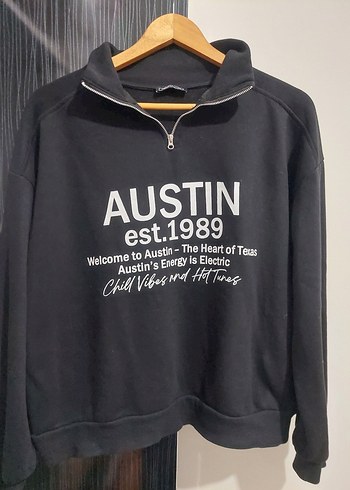 AUSTIN
est.1989
Welcome to Austin – The Heart of Texas
Austin's Energy is Electric
Chill Vibes and Hot Tunes